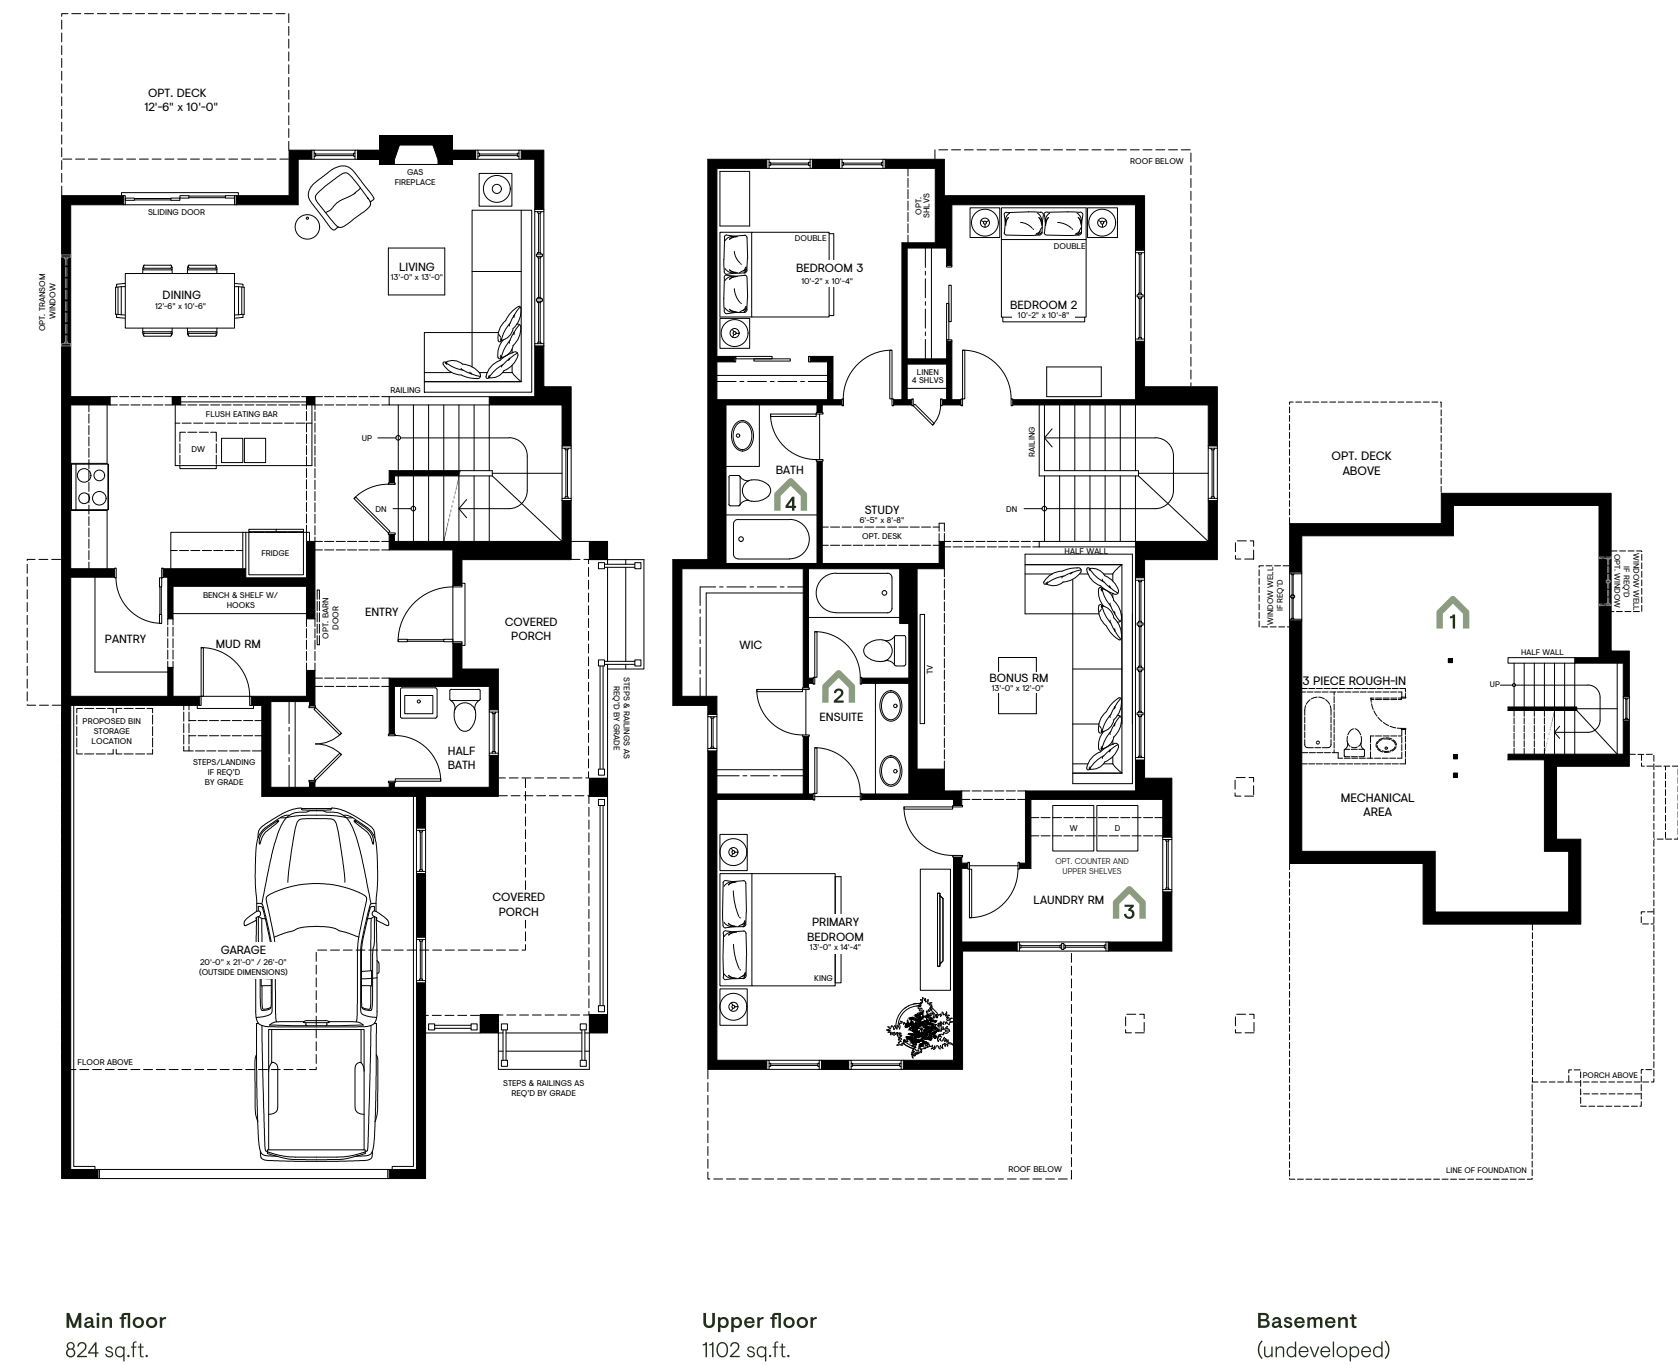 OPT. DECK
12'-6" x 10'-0"
GAS
FIREPLACE
SLIDING DOOR
OPT. TRANSOM
WINDOW
LIVING
13'-0" x 13'-0"
DINING
12'-6" x 10'-6"
RAILING
FLUSH EATING BAR
DW
UP
DN
FRIDGE
BENCH & SHELF W/
HOOKS
OPT. BARN
DOOR
ENTRY
COVERED
PORCH
PANTRY
MUD RM
STEPS & RAILINGS AS
REQ'D BY GRADE
PROPOSED BIN
STORAGE
LOCATION
STEPS/LANDING
IF REQ'D
BY GRADE
HALF
BATH
COVERED
PORCH
GARAGE
20'-0" x 21'-0" / 26'-0"
(OUTSIDE DIMENSIONS)
FLOOR ABOVE
STEPS & RAILINGS AS
REQ'D BY GRADE
Main floor
824 sq.ft.
ROOF BELOW
OPT.
SHLVS
DOUBLE
BEDROOM 3
10'-2" x 10'-4"
DOUBLE
BEDROOM 2
10'-2" x 10'-8"
LINEN
4 SHLVS
RAILING
BATH
4
STUDY
6'-5" x 8'-8"
DN
OPT. DESK
HALF WALL
WIC
TV
2
ENSUITE
BONUS RM
13'-0" x 12'-0"
W
D
OPT. COUNTER AND
UPPER SHELVES
LAUNDRY RM
3
PRIMARY
BEDROOM
13'-0" x 14'-4"
KING
ROOF BELOW
Upper floor
1102 sq.ft.
OPT. DECK
ABOVE
WINDOW WELL
IF REQ'D
OPT. WINDOW
IF REQ'D
WINDOW WELL
1
HALF WALL
3 PIECE ROUGH-IN
UP
MECHANICAL
AREA
PORCH ABOVE
LINE OF FOUNDATION
Basement
(undeveloped)